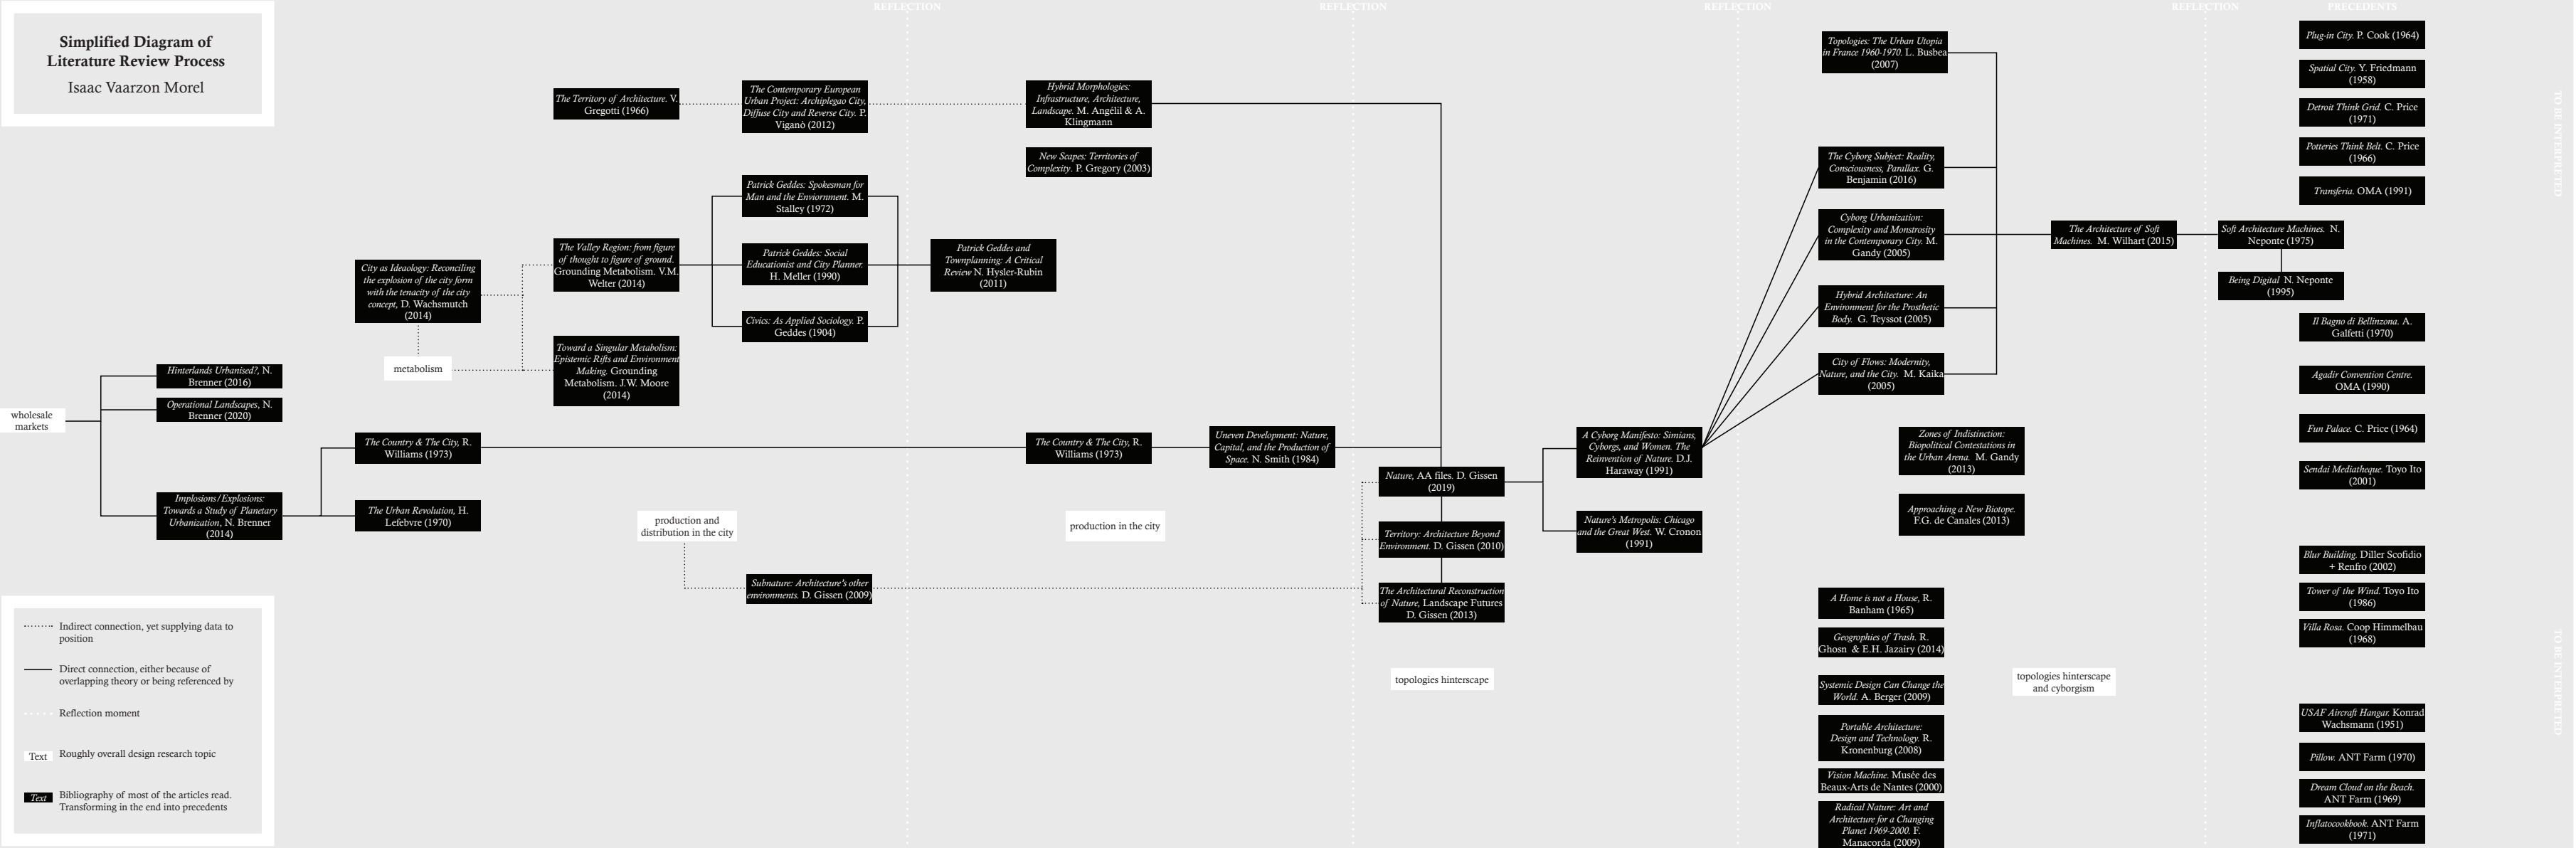 Simplified Diagram of
Literature Review Process
Isaac Vaarzon Morel
REFLECTION
REFLECTION
REFLECTION
REFLECTION
PRECEDENTS
wholesale
markets
Hinterlands Urbanised?, N.
Brenner (2016)
Operational Landscapes, N.
Brenner (2020)
Implosions/Explosions:
Towards a Study of Planetary
Urbanization, N. Brenner
(2014)
City as Ideaology: Reconciling
the explosion of the city form
with the tenacity of the city
concept, D. Wachsmutch
(2014)
metabolism
The Country & The City, R.
Williams (1973)
The Urban Revolution, H.
Lefebvre (1970)
The Territory of Architecture. V.
Gregotti (1966)
The Valley Region: from figure
of thought to figure of ground.
Grounding Metabolism. V.M.
Welter (2014)
Toward a Singular Metabolism:
Epistemic Rifts and Environment
Making. Grounding
Metabolism. J.W. Moore
(2014)
production and
distribution in the city
The Contemporary European
Urban Project: Archiplegao City,
Diffuse City and Reverse City. P.
Viganò (2012)
Patrick Geddes: Spokesman for
Man and the Enviornment. M.
Stalley (1972)
Patrick Geddes: Social
Educationist and City Planner.
H. Meller (1990)
Civics: As Applied Sociology. P.
Geddes (1904)
Subnature: Architecture's other
environments. D. Gissen (2009)
Patrick Geddes and
Townplanning: A Critical
Review N. Hysler-Rubin
(2011)
Hybrid Morphologies:
Infrastructure, Architecture,
Landscape. M. Angélil & A.
Klingmann
New Scapes: Territories of
Complexity. P. Gregory (2003)
The Country & The City, R.
Williams (1973)
production in the city
Uneven Development: Nature,
Capital, and the Production of
Space. N. Smith (1984)
Nature, AA files. D. Gissen
(2019)
Territory: Architecture Beyond
Environment. D. Gissen (2010)
The Architectural Reconstruction
of Nature, Landscape Futures
D. Gissen (2013)
topologies hinterscape
A Cyborg Manifesto: Simians,
Cyborgs, and Women. The
Reinvention of Nature. D.J.
Haraway (1991)
Nature's Metropolis: Chicago
and the Great West. W. Cronon
(1991)
Topologies: The Urban Utopia
in France 1960-1970. L. Busbea
(2007)
The Cyborg Subject: Reality,
Consciousness, Parallax. G.
Benjamin (2016)
Cyborg Urbanization:
Complexity and Monstrosity
in the Contemporary City. M.
Gandy (2005)
Hybrid Architecture: An
Environment for the Prosthetic
Body. G. Teyssot (2005)
City of Flows: Modernity,
Nature, and the City. M. Kaika
(2005)
Zones of Indistinction:
Biopolitical Contestations in
the Urban Arena. M. Gandy
(2013)
Approaching a New Biotope.
F.G. de Canales (2013)
A Home is not a House, R.
Banham (1965)
Geogrophies of Trash. R.
Ghosn & E.H. Jazairy (2014)
Systemic Design Can Change the
World. A. Berger (2009)
Portable Architecture:
Design and Technology. R.
Kronenburg (2008)
Vision Machine. Musée des
Beaux-Arts de Nantes (2000)
Radical Nature: Art and
Architecture for a Changing
Planet 1969-2000. F.
Manacorda (2009)
topologies hinterscape
and cyborgism
The Architecture of Soft
Machines. M. Wilhart (2015)
Soft Architecture Machines. N.
Neponte (1975)
Being Digital N. Neponte
(1995)
Plug-in City. P. Cook (1964)
Spatial City. Y. Friedmann
(1958)
Detroit Think Grid. C. Price
(1971)
Potteries Think Belt. C. Price
(1966)
Transferia. OMA (1991)
Il Bagno di Bellinzona. A.
Galfetti (1970)
Agadir Convention Centre.
OMA (1990)
Fun Palace. C. Price (1964)
Sendai Mediatheque. Toyo Ito
(2001)
Blur Building. Diller Scofidio
+ Renfro (2002)
Tower of the Wind. Toyo Ito
(1986)
Villa Rosa. Coop Himmelbau
(1968)
USAF Aircraft Hangar. Konrad
Wachsmann (1951)
Pillow. ANT Farm (1970)
Dream Cloud on the Beach.
ANT Farm (1969)
Inflatocookbook. ANT Farm
(1971)
TO BE INTERPRETED
TO BE INTERPRETED
Indirect connection, yet supplying data to
position
Direct connection, either because of
overlapping theory or being referenced by
Reflection moment
Text Roughly overall design research topic
Text Bibliography of most of the articles read.
Transforming in the end into precedents